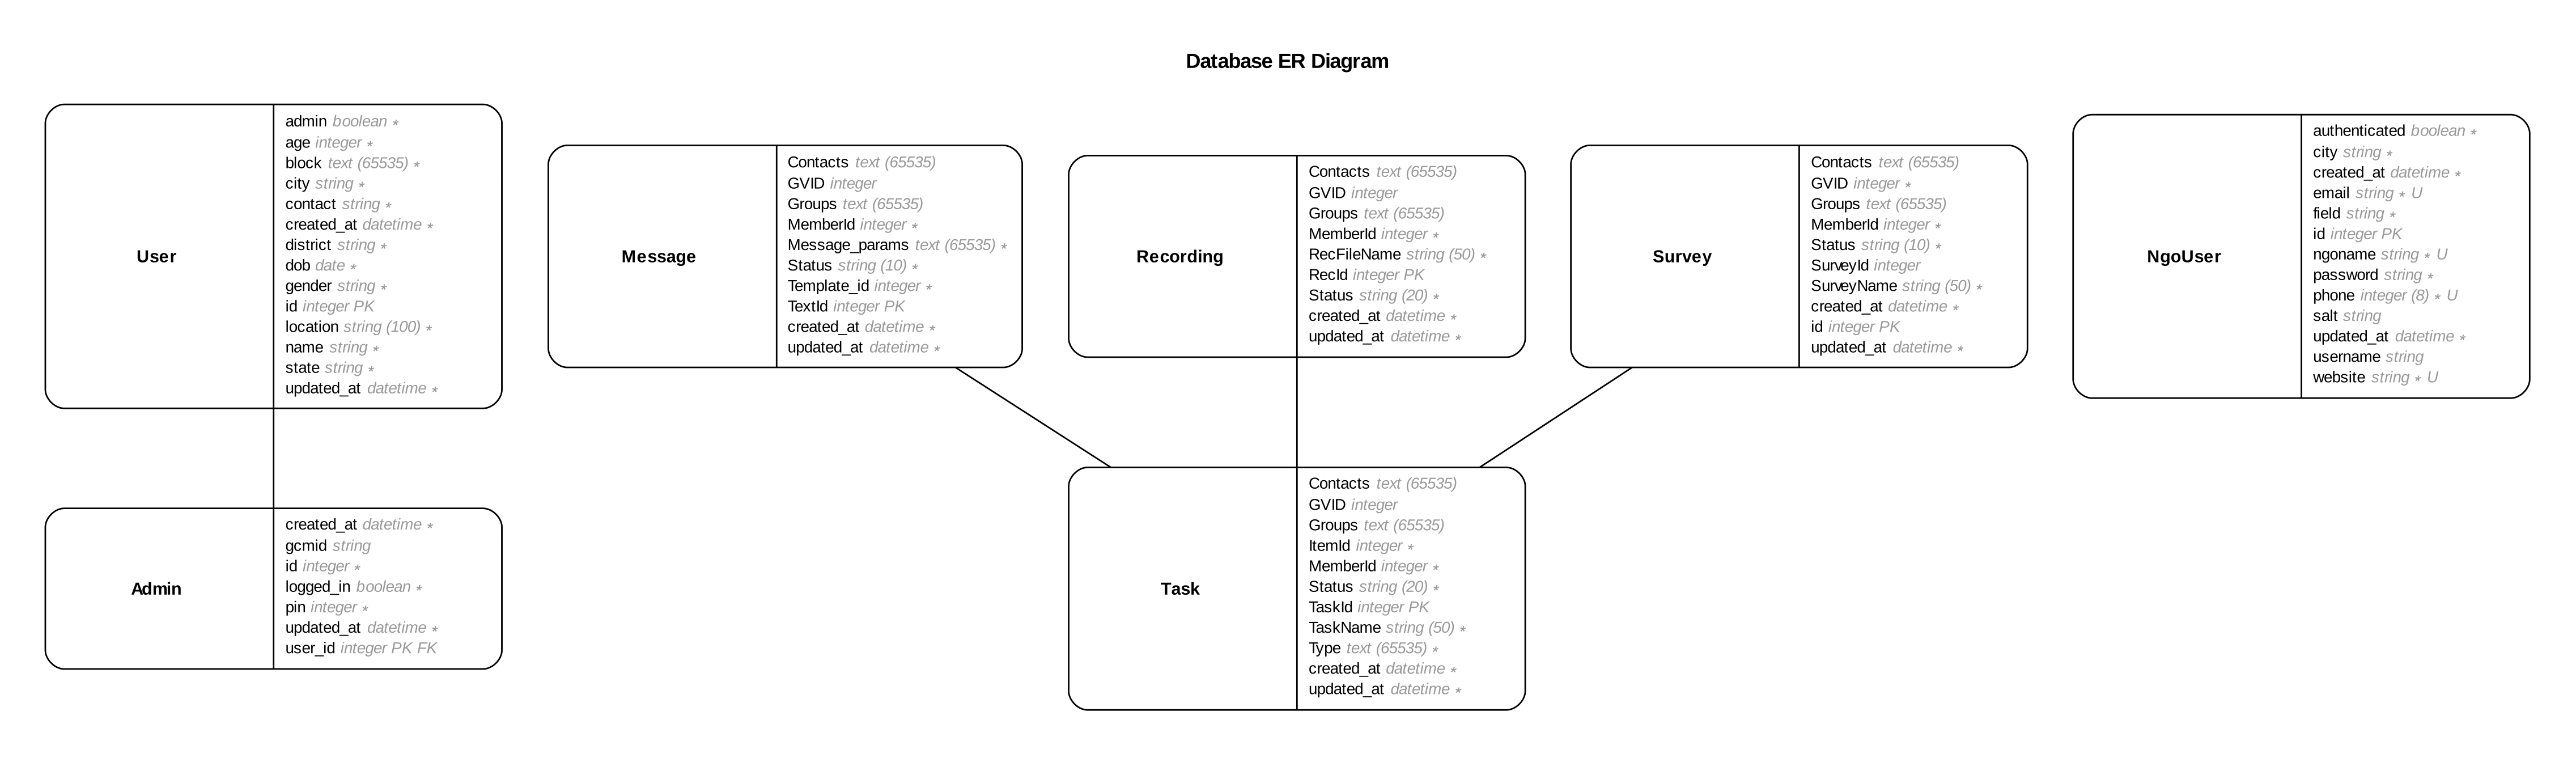 Database ER Diagram
User
admin boolean *
age integer *
block text (65535) *
city string *
contact string *
created_at datetime *
district string *
dob date *
gender string *
id integer PK
location string (100) *
name string *
state string *
updated_at datetime *
Message
Contacts text (65535)
GVID integer
Groups text (65535)
MemberId integer *
Message_params text (65535) *
Status string (10) *
Template_id integer *
TextId integer PK
created_at datetime *
updated_at datetime *
Recording
Contacts text (65535)
GVID integer
Groups text (65535)
MemberId integer *
RecFileName string (50) *
RecId integer PK
Status string (20) *
created_at datetime *
updated_at datetime *
Survey
Contacts text (65535)
GVID integer *
Groups text (65535)
MemberId integer *
Status string (10) *
SurveyId integer
SurveyName string (50) *
created_at datetime *
id integer PK
updated_at datetime *
NgoUser
authenticated boolean *
city string *
created_at datetime *
email string * U
field string *
id integer PK
ngoname string * U
password string *
phone integer (8) * U
salt string
updated_at datetime *
username string
website string * U
Admin
created_at datetime *
gcmid string
id integer *
logged_in boolean *
pin integer *
updated_at datetime *
user_id integer PK FK
Task
Contacts text (65535)
GVID integer
Groups text (65535)
ItemId integer *
MemberId integer *
Status string (20) *
TaskId integer PK
TaskName string (50) *
Type text (65535) *
created_at datetime *
updated_at datetime *